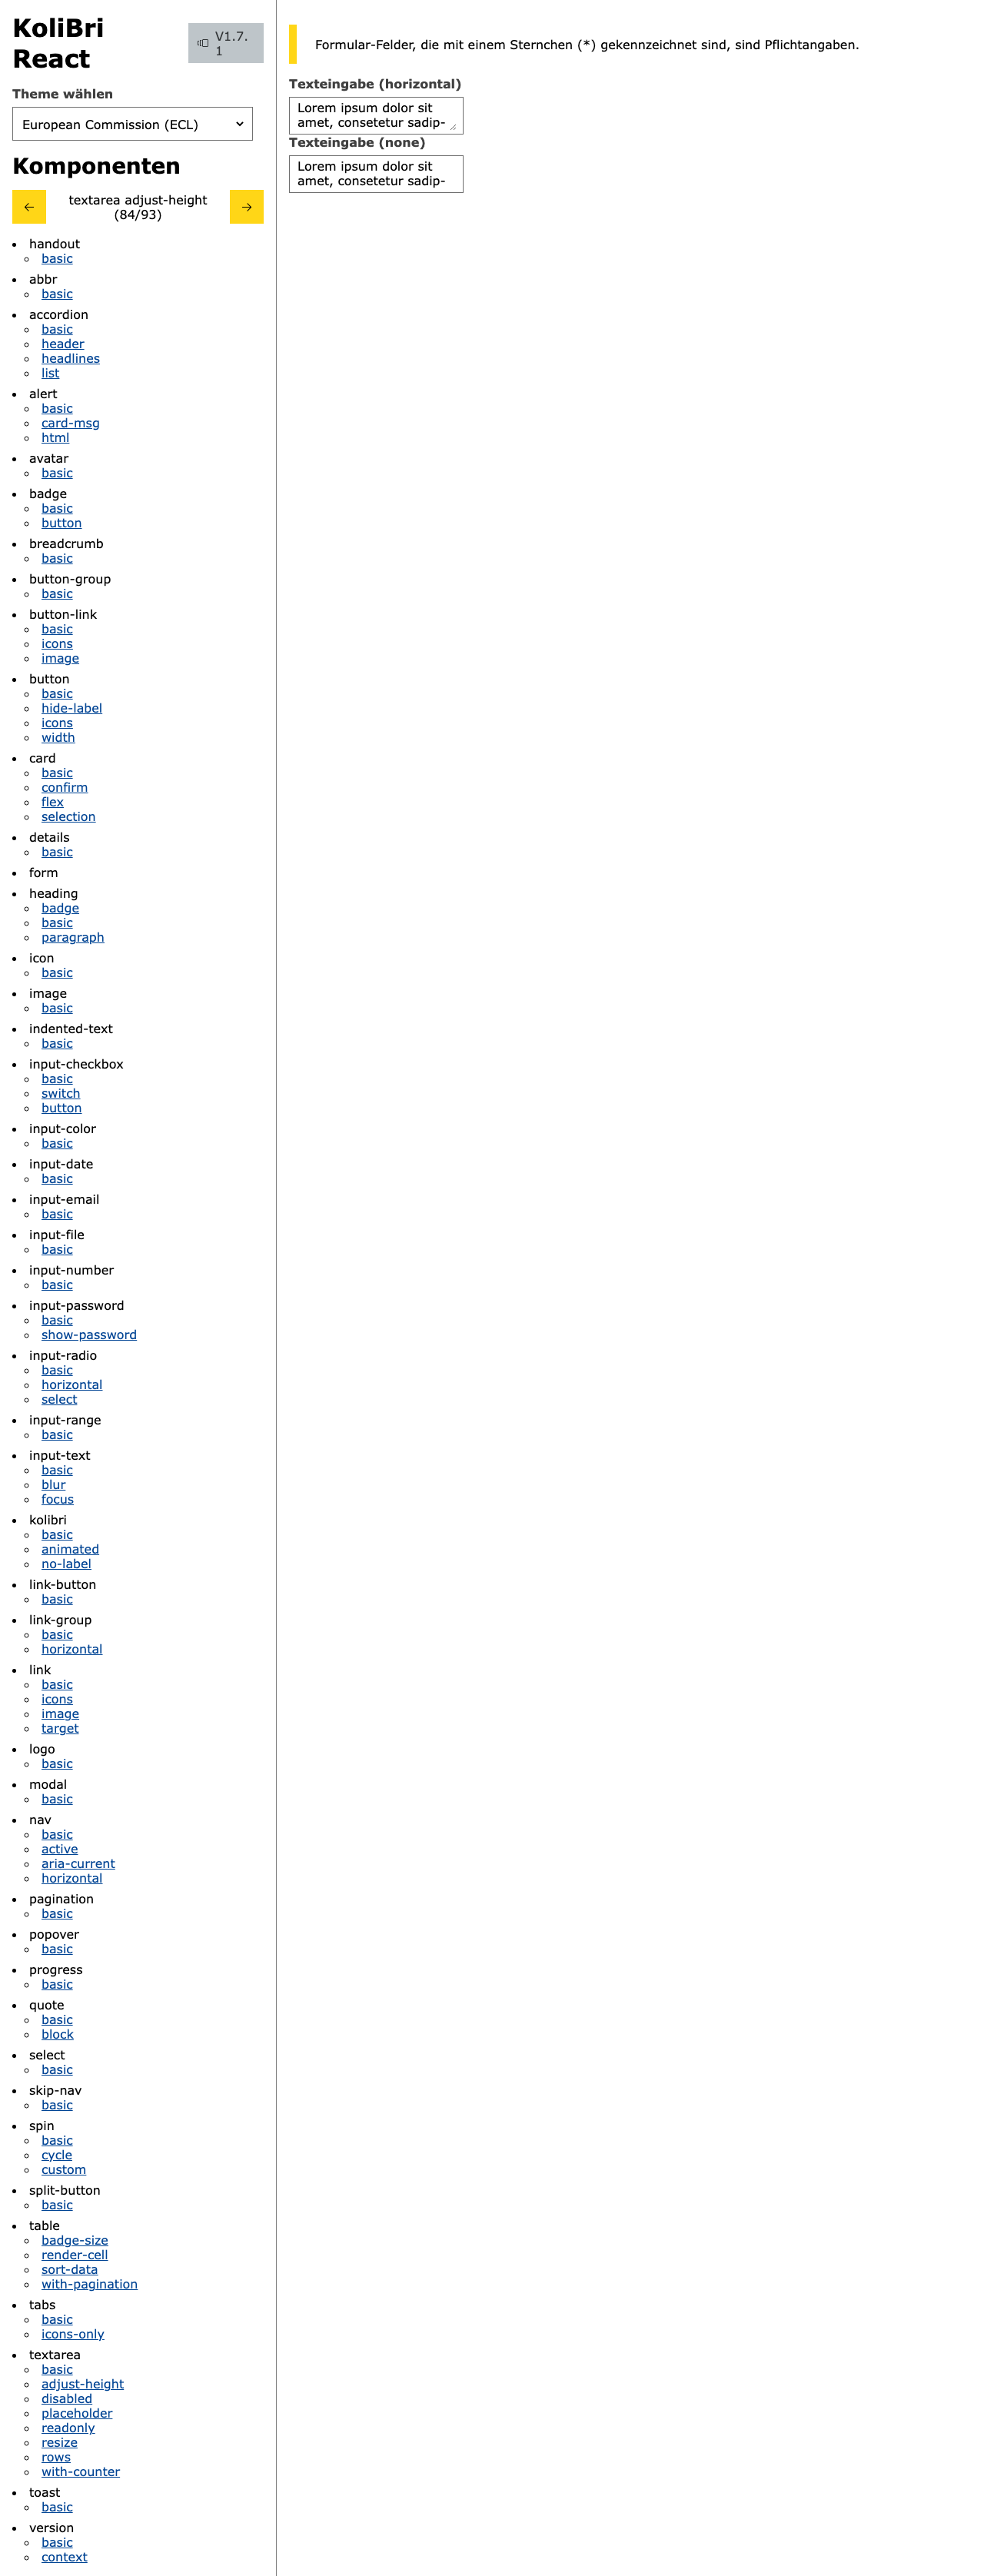 KoliBri
React
V1.7.
1
Theme wählen
European Commission (ECL)
Komponenten
textarea adjust-height
(84/93)
handout
basic
abbr
basic
accordion
basic
header
headlines
list
alert
basic
card-msg
html
avatar
basic
badge
basic
button
breadcrumb
basic
button-group
basic
button-link
basic
icons
image
button
basic
hide-label
icons
width
card
basic
confirm
flex
selection
details
basic
form
heading
badge
basic
paragraph
icon
basic
image
basic
indented-text
basic
input-checkbox
basic
switch
button
input-color
basic
input-date
basic
input-email
basic
input-file
basic
input-number
basic
input-password
basic
show-password
input-radio
basic
horizontal
select
input-range
basic
input-text
basic
blur
focus
kolibri
basic
animated
no-label
link-button
basic
link-group
basic
horizontal
link
basic
icons
image
target
logo
basic
modal
basic
nav
basic
active
aria-current
horizontal
pagination
basic
popover
basic
progress
basic
quote
basic
block
select
basic
skip-nav
basic
spin
basic
cycle
custom
split-button
basic
table
badge-size
render-cell
sort-data
with-pagination
tabs
basic
icons-only
textarea
basic
adjust-height
disabled
placeholder
readonly
resize
rows
with-counter
toast
basic
version
basic
context
Formular-Felder, die mit einem Sternchen (*) gekennzeichnet sind, sind Pflichtangaben.
Texteingabe (horizontal)
Lorem ipsum dolor sit
amet, consetetur sadip-
Texteingabe (none)
Lorem ipsum dolor sit
amet, consetetur sadip-